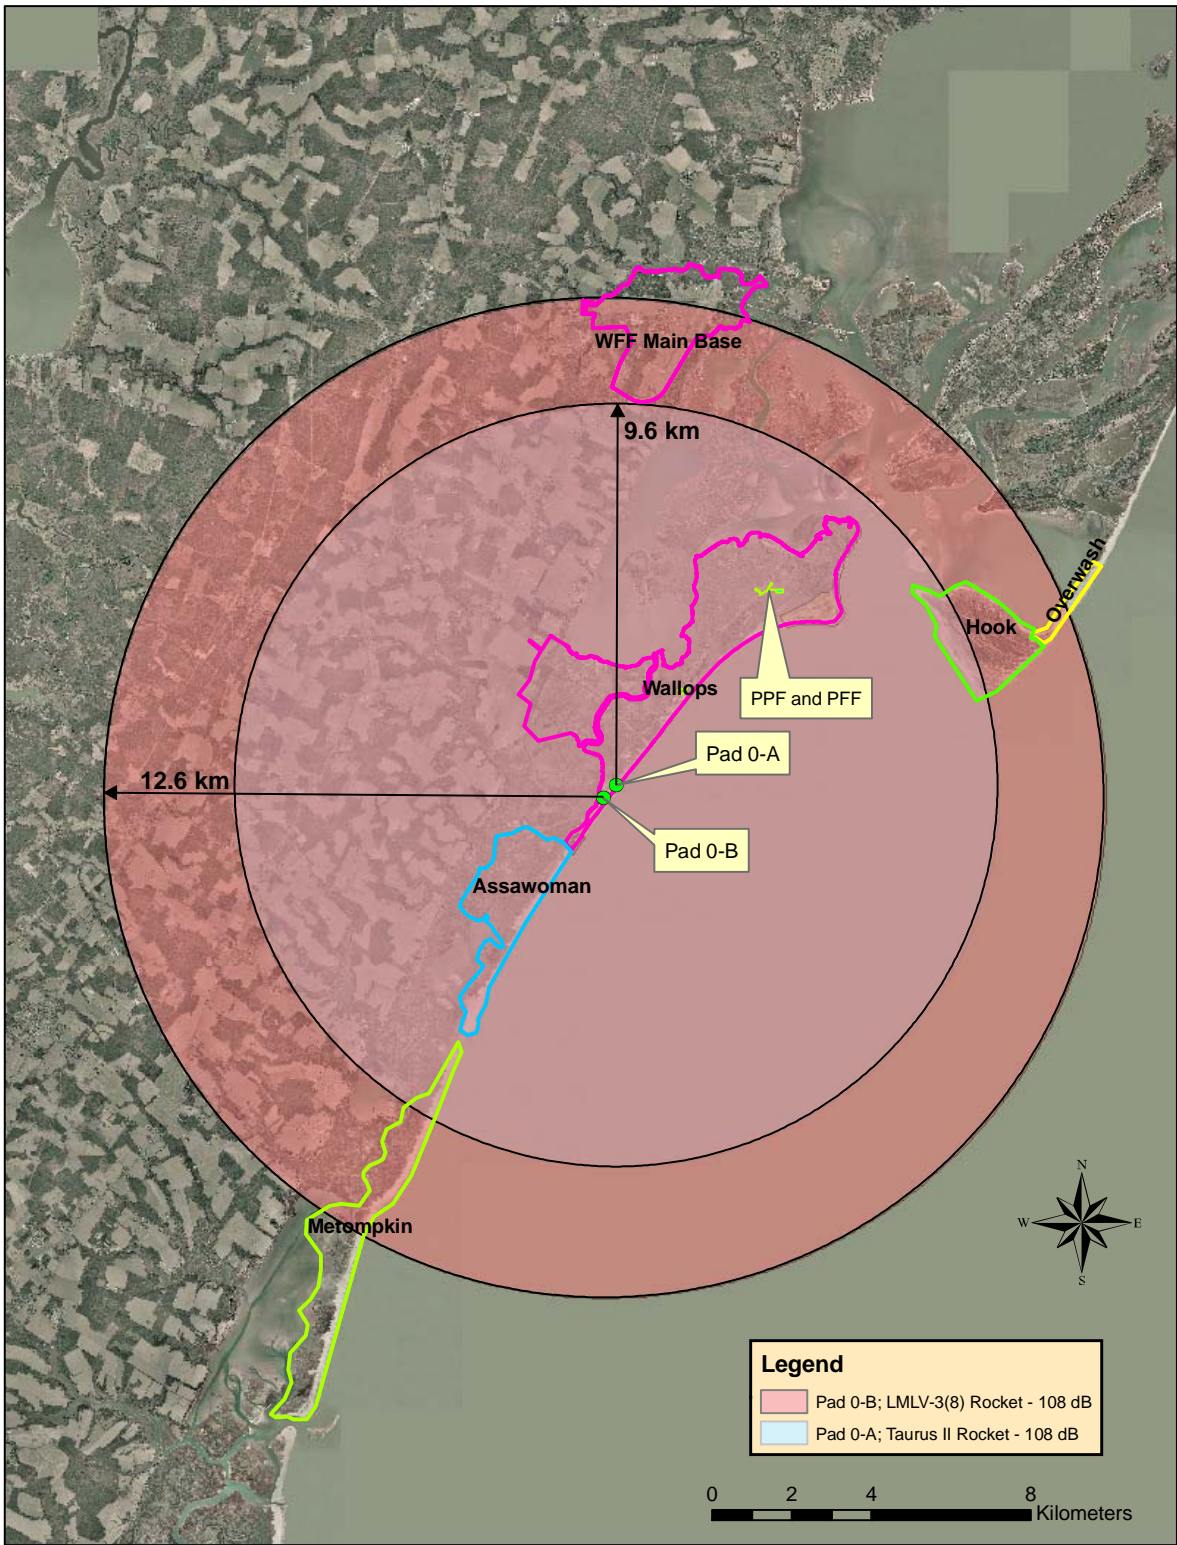 WFF Main Base
9.6 km
Overwash
Hook
Wallops
PPF and PFF
Pad 0-A
12.6 km
Pad 0-B
Assawoman
Metompkin
N
W
E
S
Legend
Pad 0-B; LMLV-3(8) Rocket - 108 dB
Pad 0-A; Taurus II Rocket - 108 dB
0 2 4 8
Kilometers